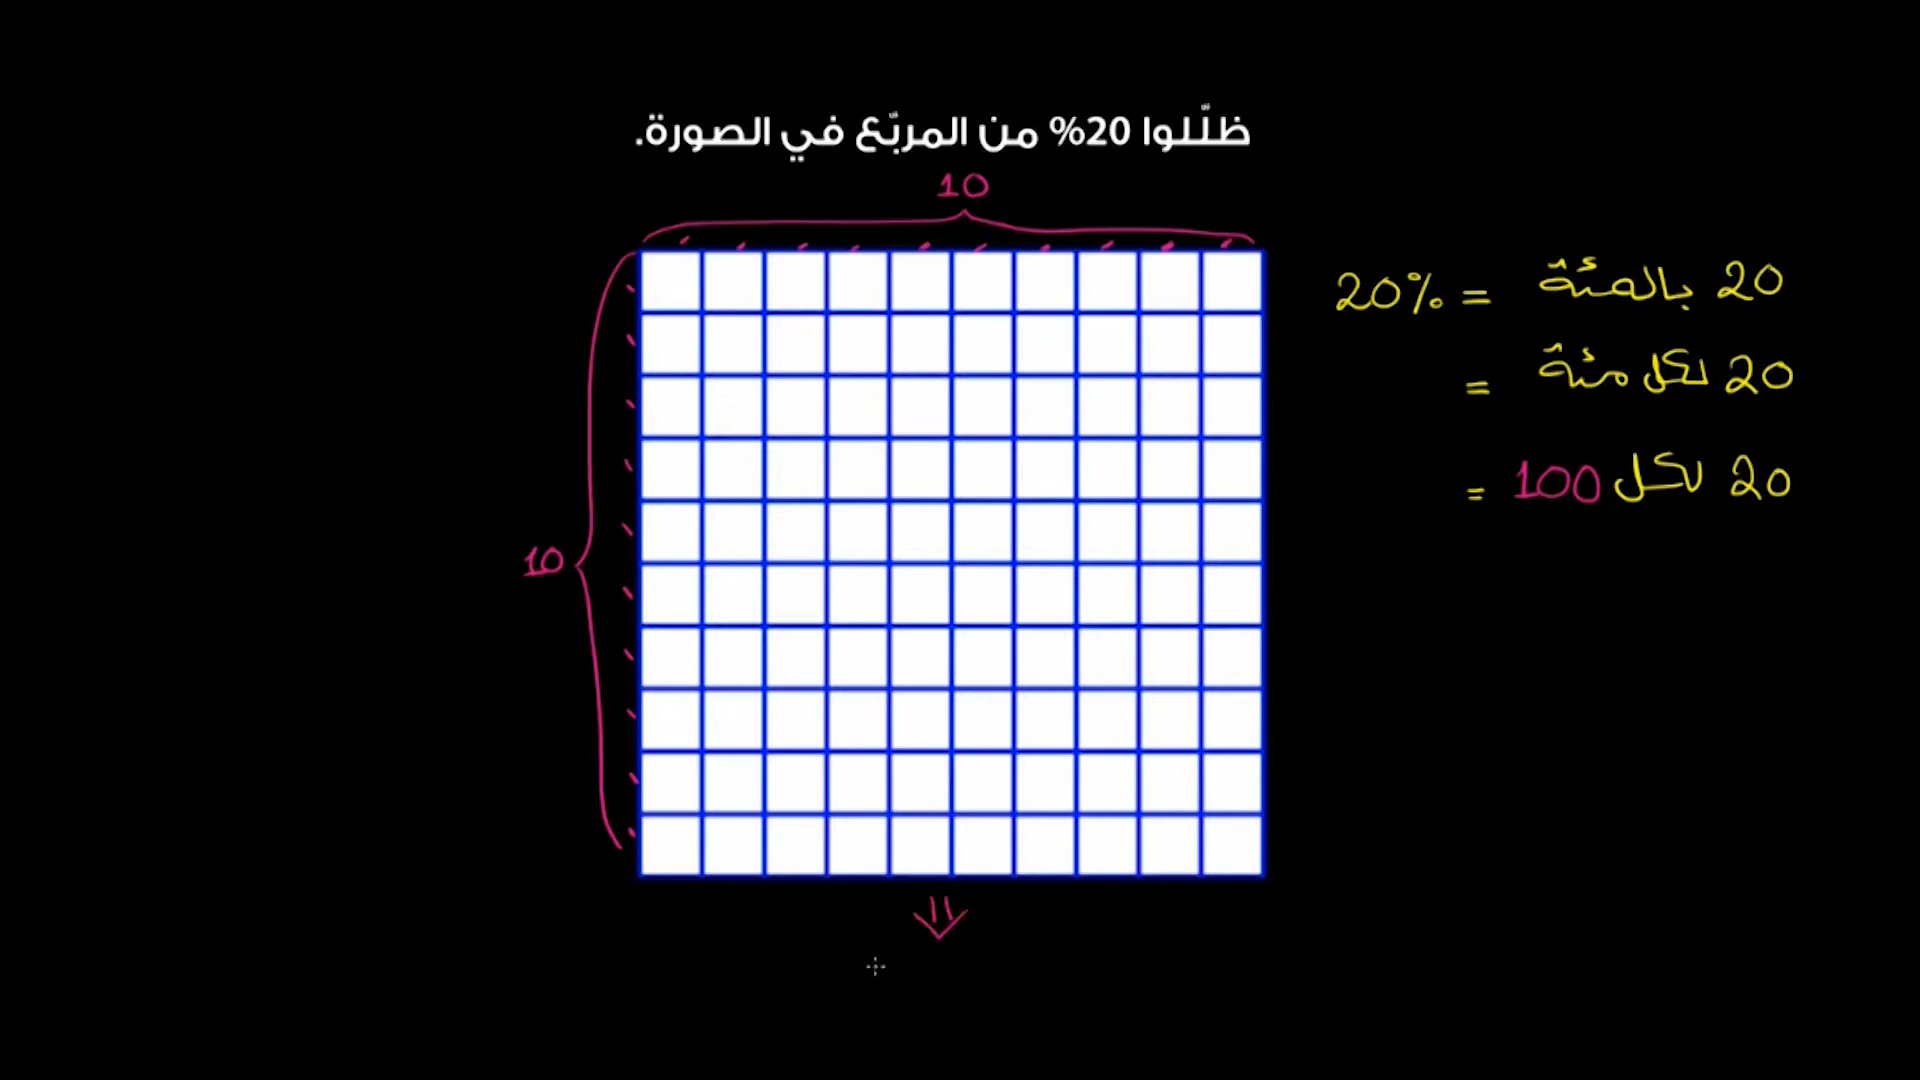 ظلّلوا 20% من المربّع في الصورة.
10
10
20% = 20 بالمئة
= 20 لكل مئة
= 20 لكل 100